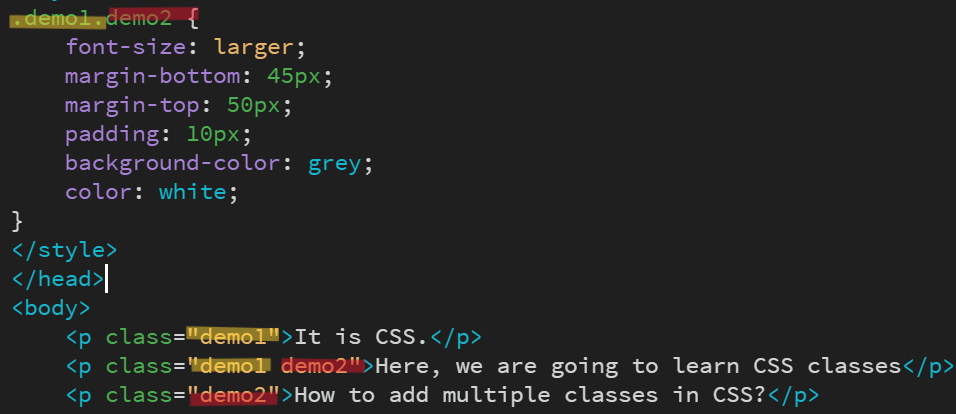 .demo1.demo2 {
    font-size: larger;
    margin-bottom: 45px;
    margin-top: 50px;
    padding: 10px;
    background-color: grey;
    color: white;
}
</style>
</head>
<body>
    <p class="demo1">It is CSS.</p>
    <p class="demo1 demo2">Here, we are going to learn CSS classes</p>
    <p class="demo2">How to add multiple classes in CSS?</p>